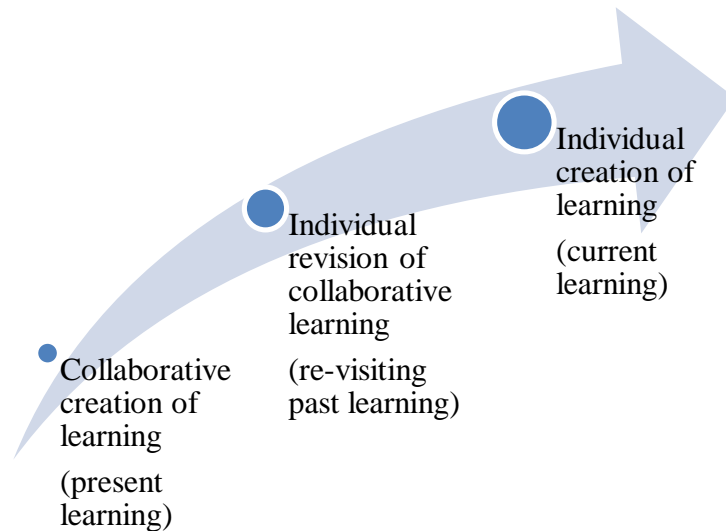 Collaborative
creation of
learning
(present
learning)
Individual
revision of
collaborative
learning
(re-visiting
past learning)
Individual
creation of
learning
(current
learning)